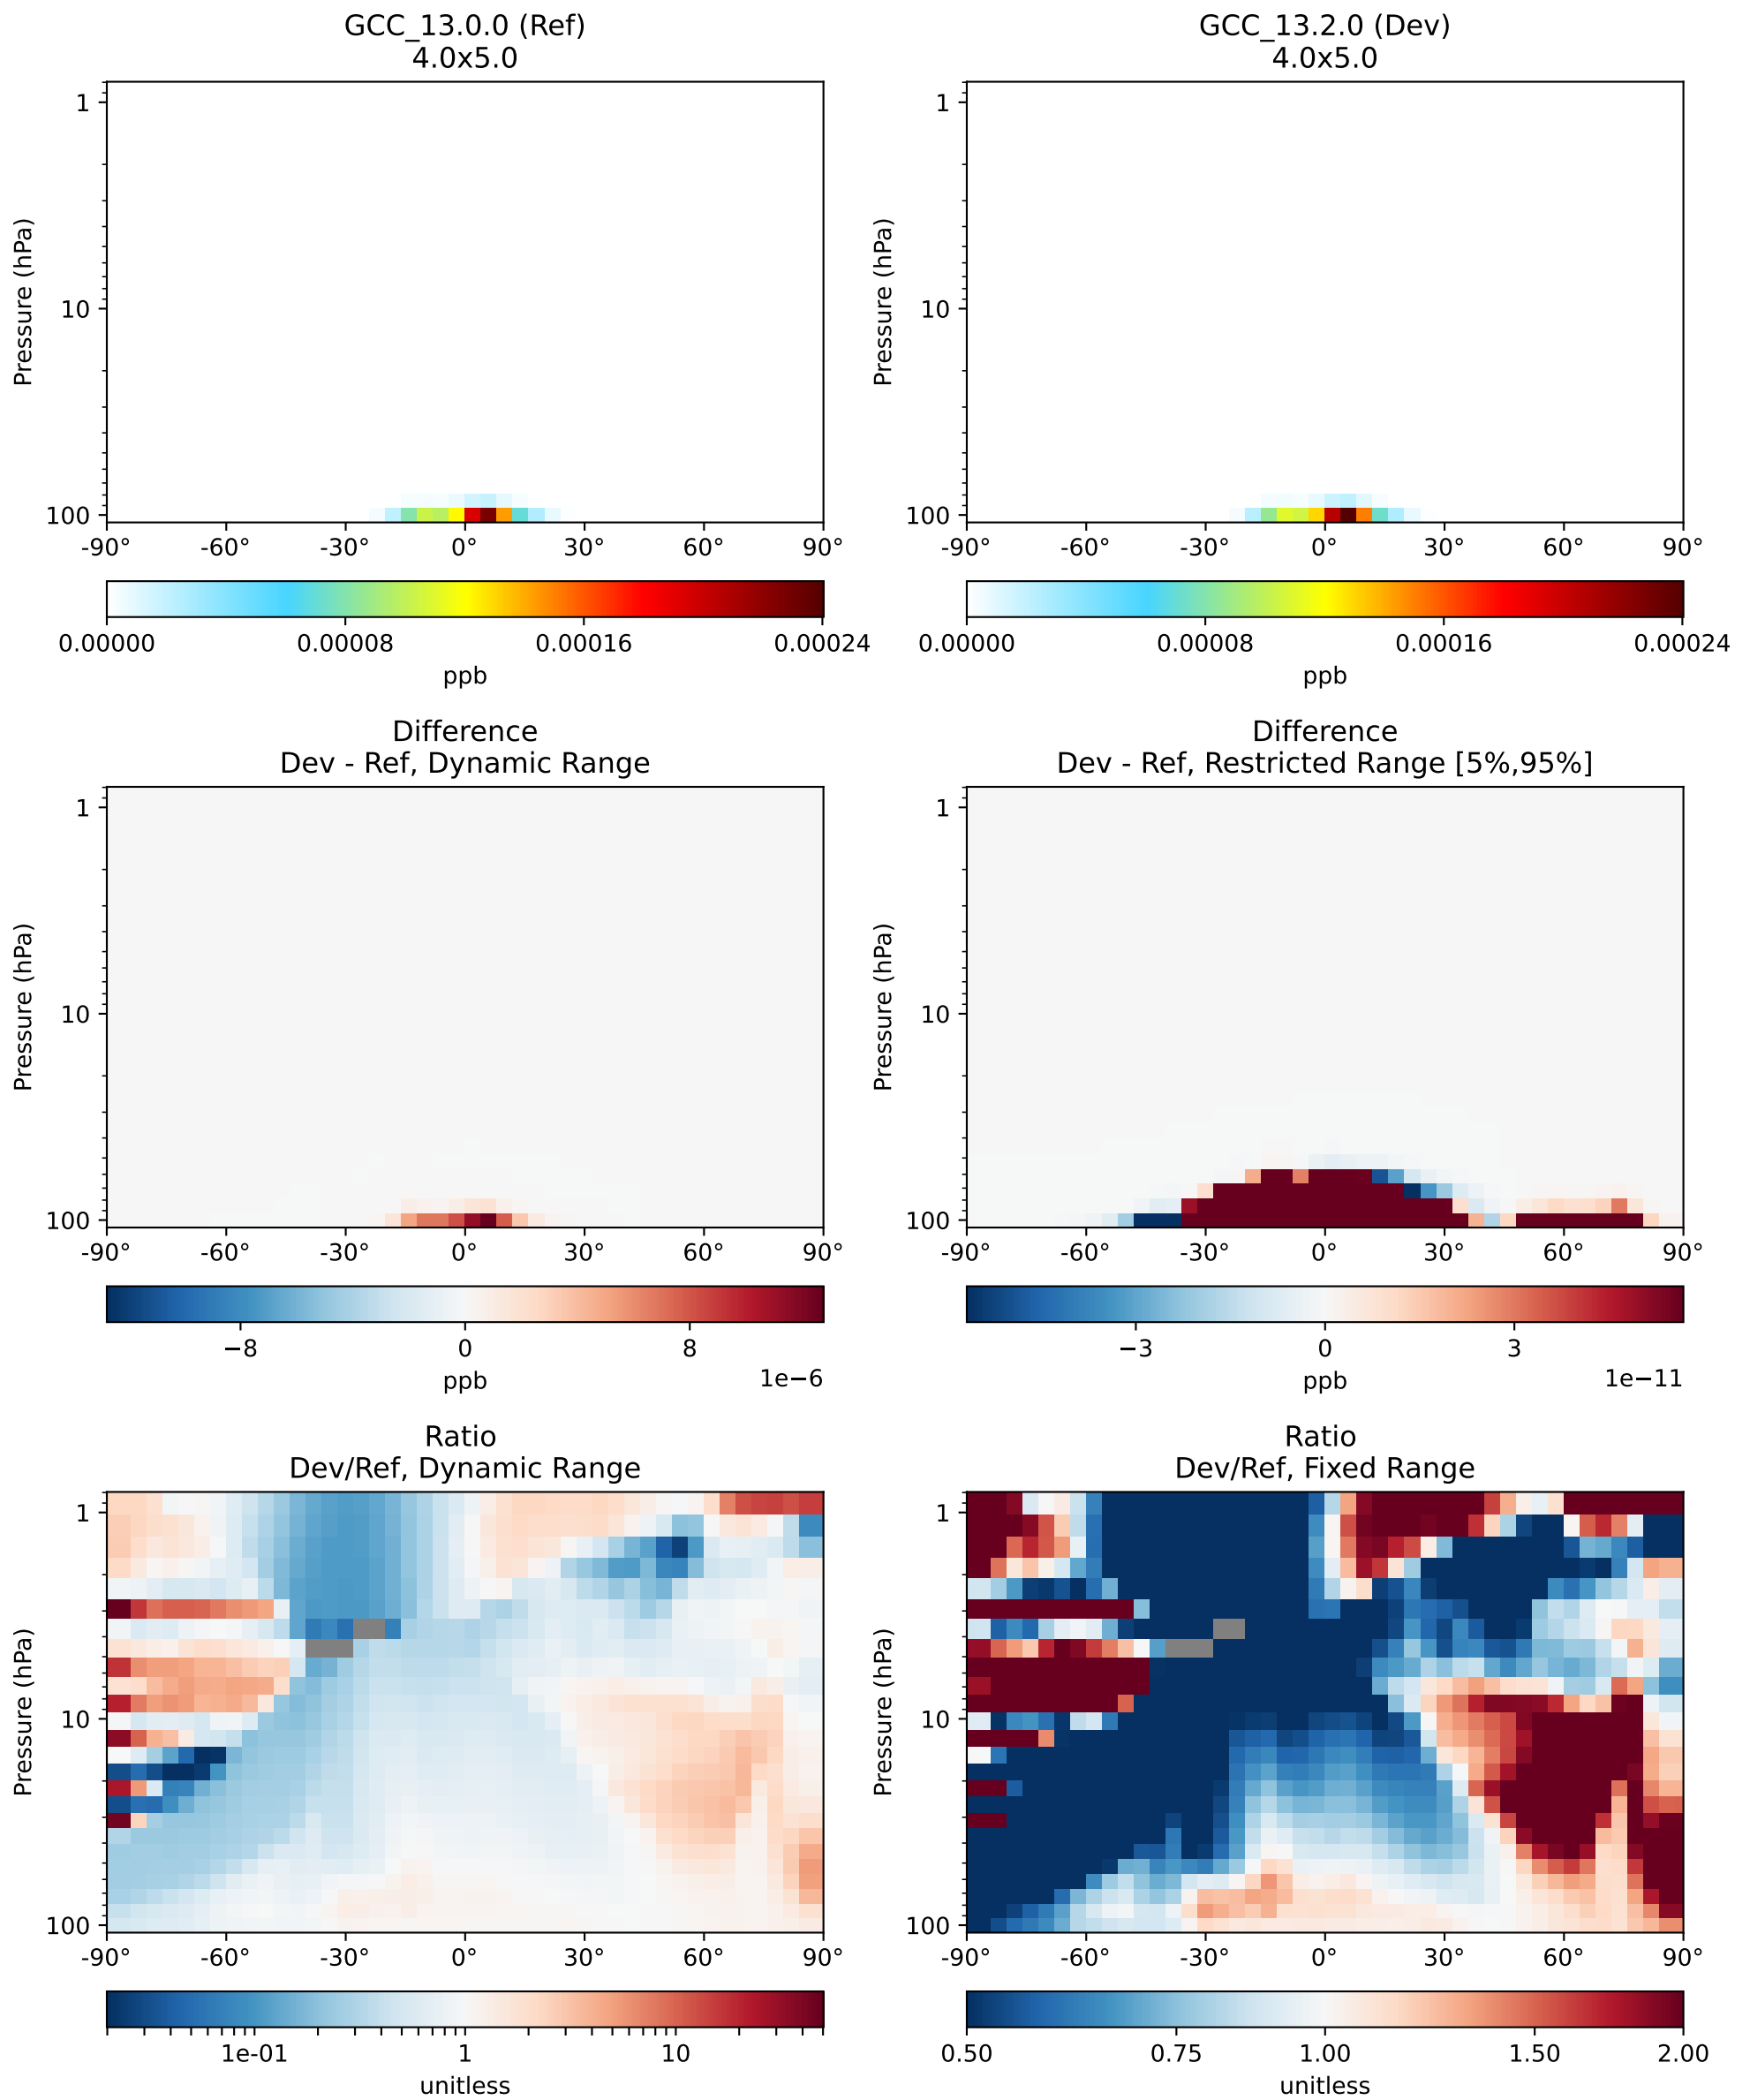 GCC_13.0.0 (Ref)
4.0x5.0
Pressure (hPa)
1
10
100
-90° -60° -30° 0° 30° 60° 90°
0.00000 0.00008 0.00016 0.00024
ppb
GCC_13.2.0 (Dev)
4.0x5.0
Pressure (hPa)
1
10
100
-90° -60° -30° 0° 30° 60° 90°
0.00000 0.00008 0.00016 0.00024
ppb
Difference
Dev - Ref, Dynamic Range
Pressure (hPa)
1
10
100
-90° -60° -30° 0° 30° 60° 90°
−8 0 8
ppb
1e−6
Difference
Dev - Ref, Restricted Range [5%,95%]
Pressure (hPa)
1
10
100
-90° -60° -30° 0° 30° 60° 90°
−3 0 3
ppb
1e−11
Ratio
Dev/Ref, Dynamic Range
Pressure (hPa)
1
10
100
-90° -60° -30° 0° 30° 60° 90°
1e-01 1 10
unitless
Ratio
Dev/Ref, Fixed Range
Pressure (hPa)
1
10
100
-90° -60° -30° 0° 30° 60° 90°
0.50 0.75 1.00 1.50 2.00
unitless